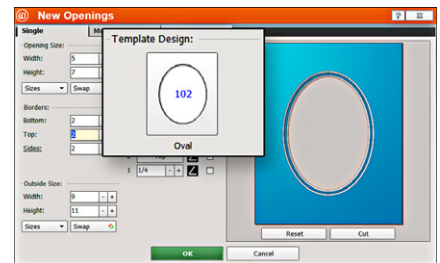 New Openings
Single
Opening Size:
Width: 5
Height: 7
Sizes Swap
Borders:
Bottom: 2
Top: 2
Sides: 2
Outside Size:
Width: 9 - +
Height: 11 - +
Sizes Swap
Template Design:
102
Oval
1 1/4 - +
Reset Cut
OK Cancel